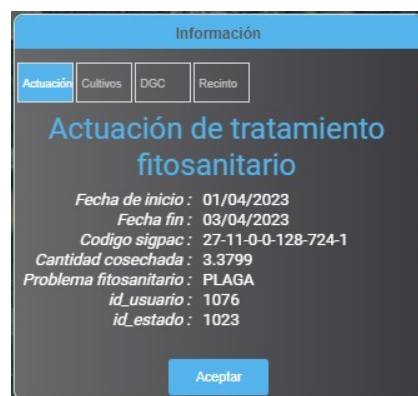 Información
Actuación Cultivos DGC Recinto
Actuación de tratamiento
fitosanitario
Fecha de inicio : 01/04/2023
Fecha fin : 03/04/2023
Codigo sigpac : 27-11-0-0-128-724-1
Cantidad cosechada : 3.3799
Problema fitosanitario : PLAGA
id_usuario : 1076
id_estado : 1023
Aceptar